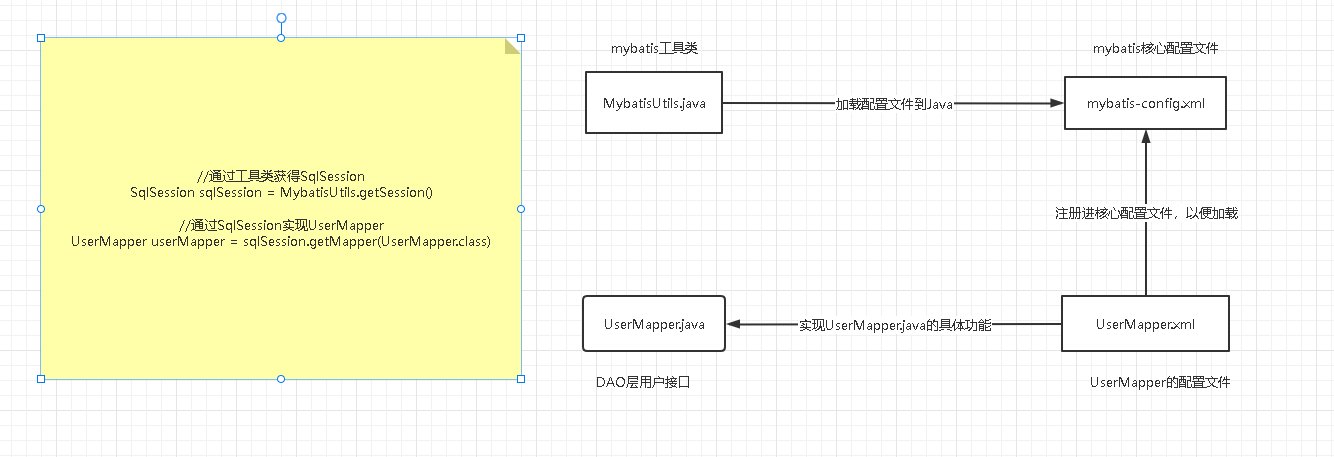 //通过工具类获得SqlSession
SqlSession sqlSession = MybatisUtils.getSession()
//通过SqlSession实现UserMapper
UserMapper userMapper = sqlSession.getMapper(UserMapper.class)
mybatis工具类
MybatisUtils.java
加载配置文件到Java
mybatis核心配置文件
mybatis-config.xml
注册进核心配置文件，以便加载
UserMapper.java
实现UserMapper.java的具体功能
UserMapper.xml
DAO层用户接口
UserMapper的配置文件